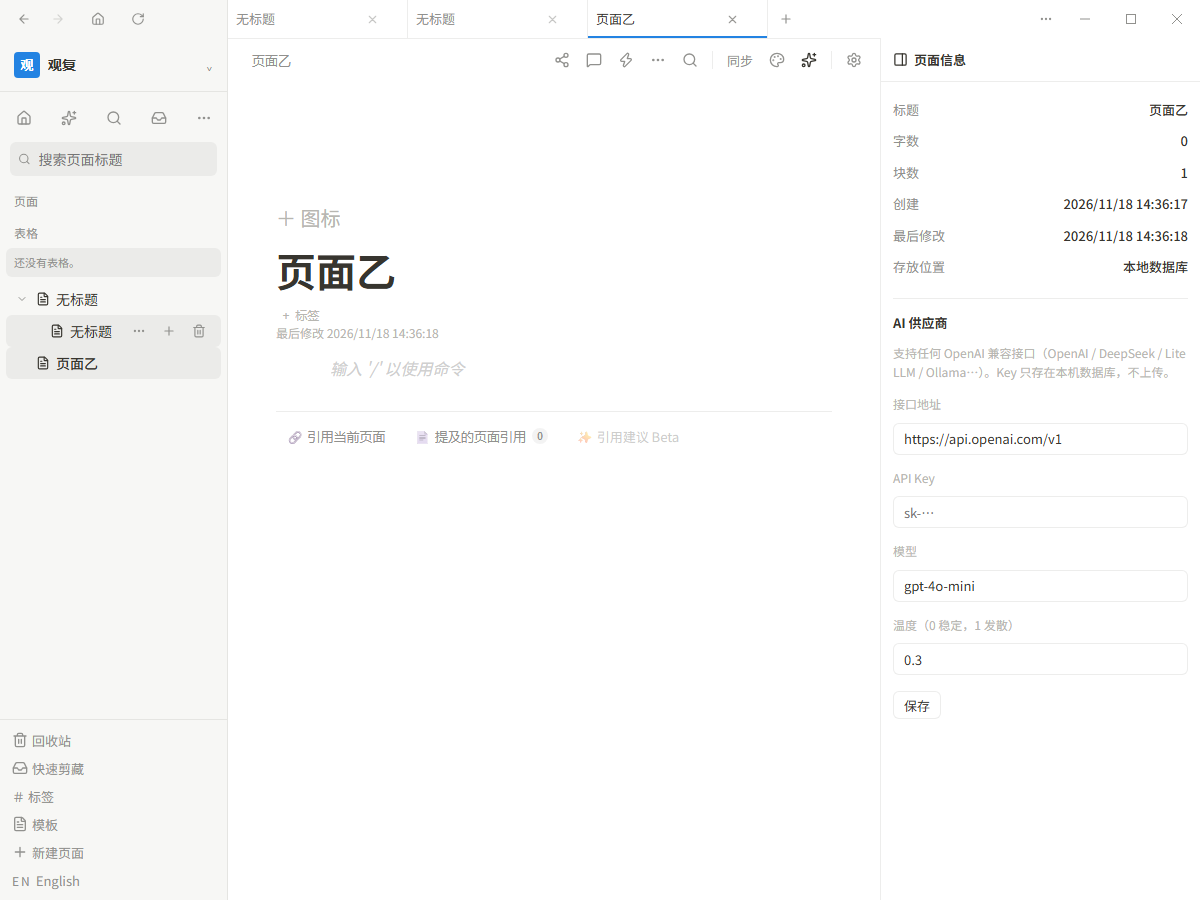 无标题
无标题
页面乙
观 观复
搜索页面标题
页面
表格
还没有表格。
无标题
无标题
页面乙
回收站
快速剪藏
# 标签
模板
新建页面
EN English
页面乙
同步
+ 图标
页面乙
+ 标签
最后修改 2026/11/18 14:36:18
输入 '/' 以使用命令
引用当前页面 提及的页面引用 0 引用建议 Beta
页面信息
标题 页面乙
字数 0
块数 1
创建 2026/11/18 14:36:17
最后修改 2026/11/18 14:36:18
存放位置 本地数据库
AI 供应商
支持任何 OpenAI 兼容接口（OpenAI / DeepSeek / Lite
LLM / Ollama…）。Key 只存在本机数据库，不上传。
接口地址
https://api.openai.com/v1
API Key
sk-…
模型
gpt-4o-mini
温度（0 稳定，1 发散）
0.3
保存